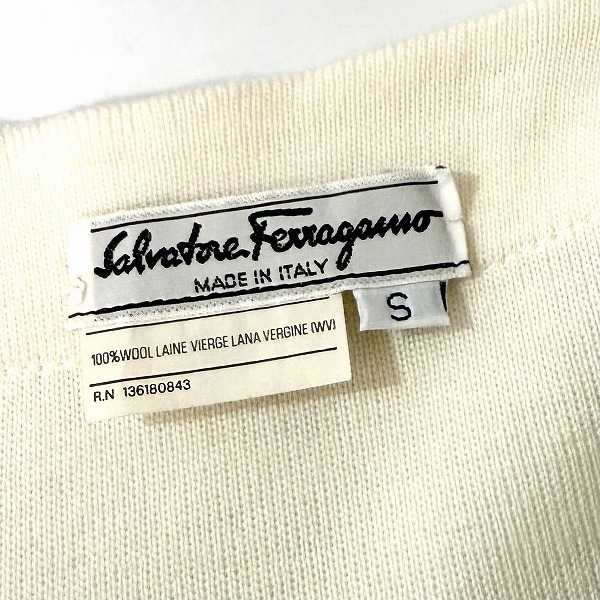 Salvatore Ferragamo
MADE IN ITALY
S
100% WOOL LAINE VIERGE LANA VERGINE (WV)
R.N 136180843